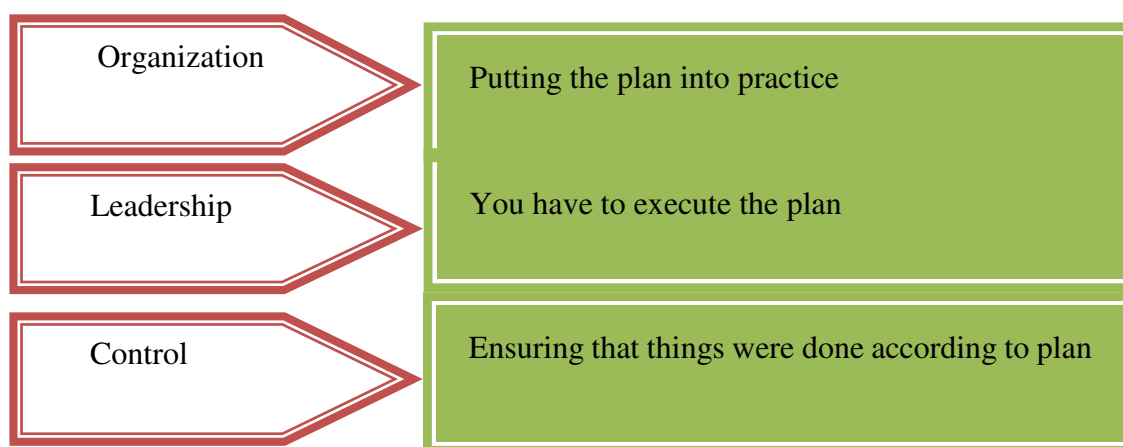 Organization
Putting the plan into practice
Leadership
You have to execute the plan
Control
Ensuring that things were done according to plan